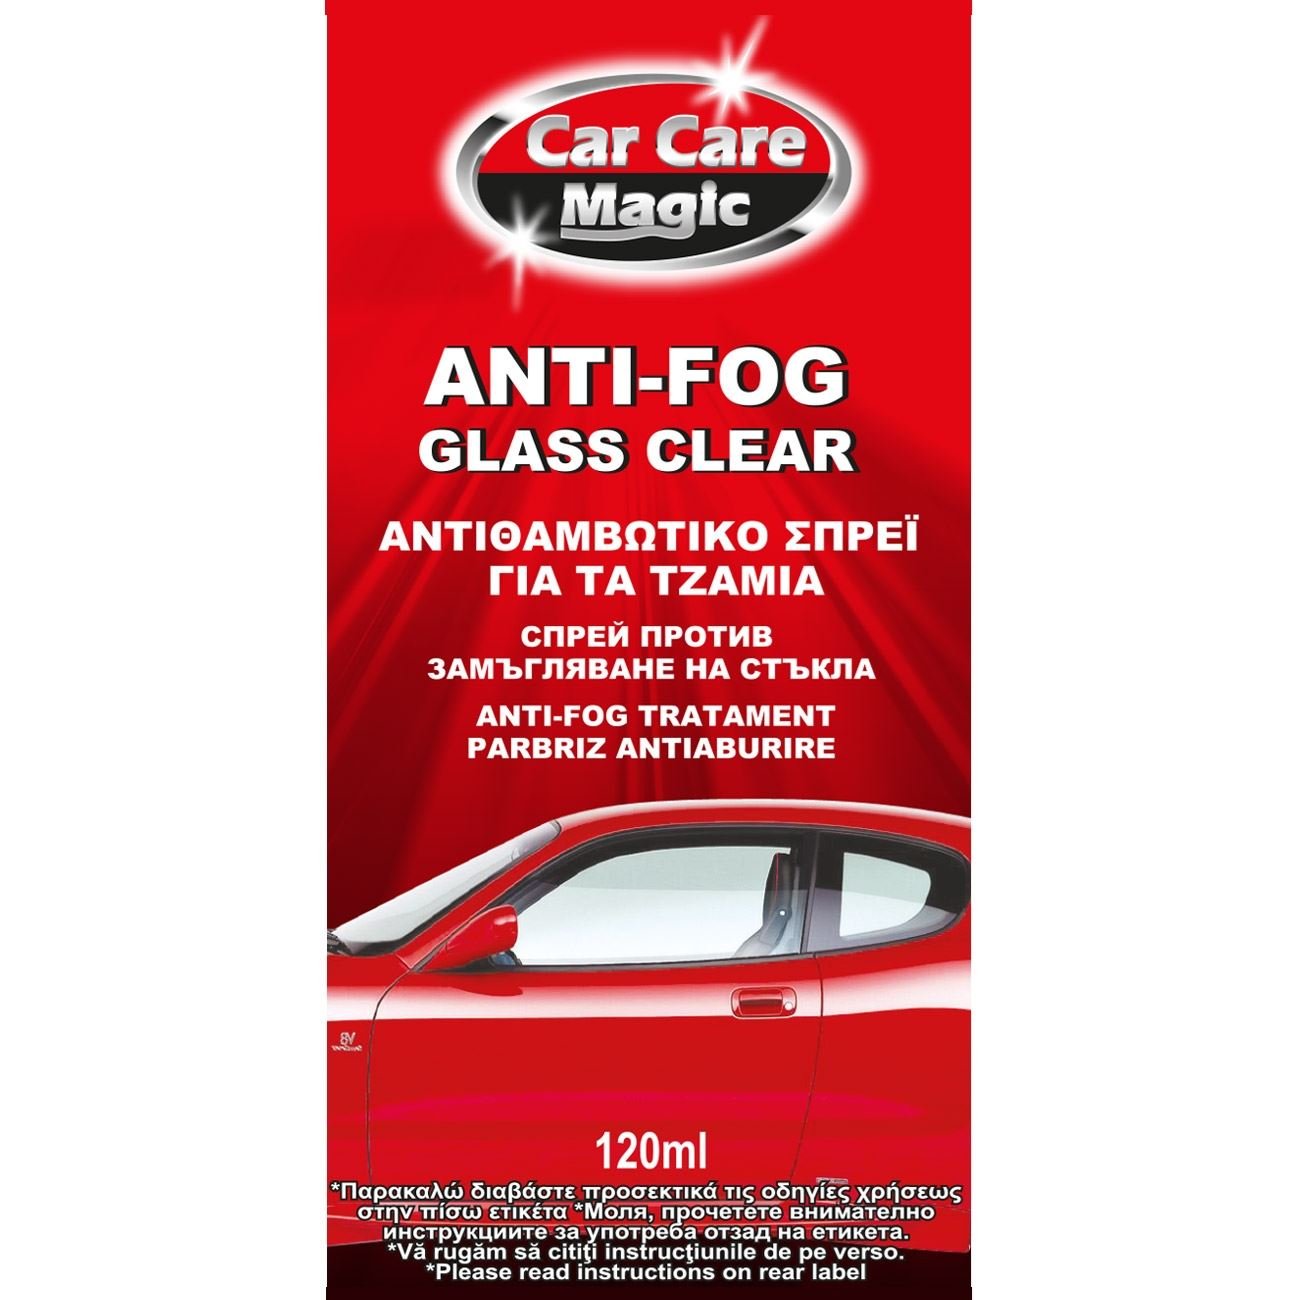 Car Care
Magic
ANTI-FOG
GLASS CLEAR
ΑΝΤΙΘΑΜΒΩΤΙΚΟ ΣΠΡΕΪ
ΓΙΑ ΤΑ ΤΖΑΜΙΑ
СПРЕЙ ПРОТИВ
ЗАМЪГЛЯВАНЕ НА СТЪКЛА
ANTI-FOG TRATAMENT
PARBRIZ ANTIABURIRE
120ml
*Παρακαλώ διαβάστε προσεκτικά τις οδηγίες χρήσεως
στην πίσω ετικέτα *Моля, прочетете внимателно
инструкциите за употреба отзад на етикета.
*Vă rugăm să citiţi instrucţiunile de pe verso.
*Please read instructions on rear label